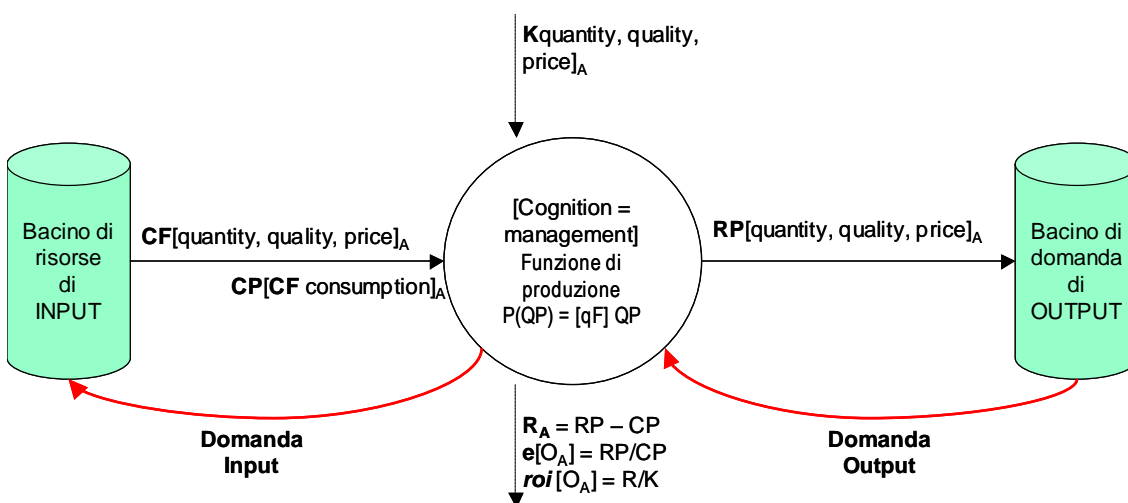 Kquantity, quality,
price]A
Bacino di
risorse
di
INPUT
CF[quantity, quality, price]A
CP[CF consumption]A
[Cognition =
management]
Funzione di
produzione
P(QP) = [qF] QP
RP[quantity, quality, price]A
Bacino di
domanda
di
OUTPUT
Domanda
Input
RA = RP – CP
e[OA] = RP/CP
roi[OA] = R/K
Domanda
Output